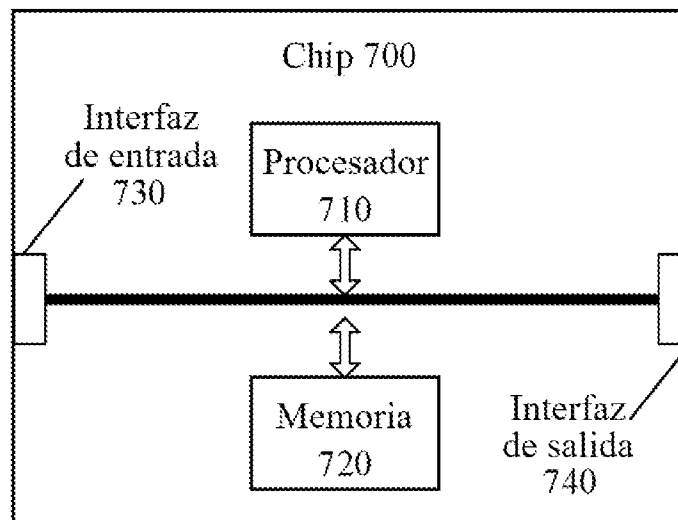 Chip 700
Interfaz
de entrada
730
Procesador
710
Memoria
720
Interfaz
de salida
740